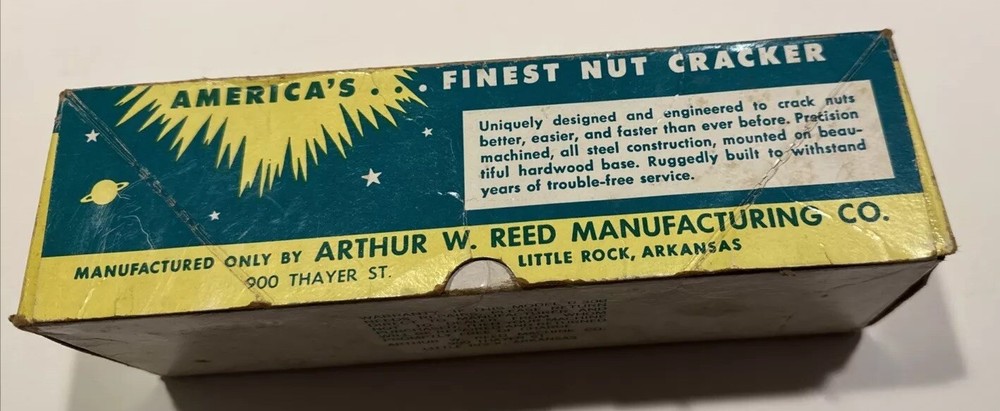 AMERICA'S . . . FINEST NUT CRACKER
Uniquely designed and engineered to crack nuts
better, easier, and faster than ever before. Precision
machined, all steel construction, mounted on beau-
tiful hardwood base. Ruggedly built to withstand
years of trouble-free service.
MANUFACTURED ONLY BY ARTHUR W. REED MANUFACTURING CO.
900 THAYER ST. LITTLE ROCK, ARKANSAS